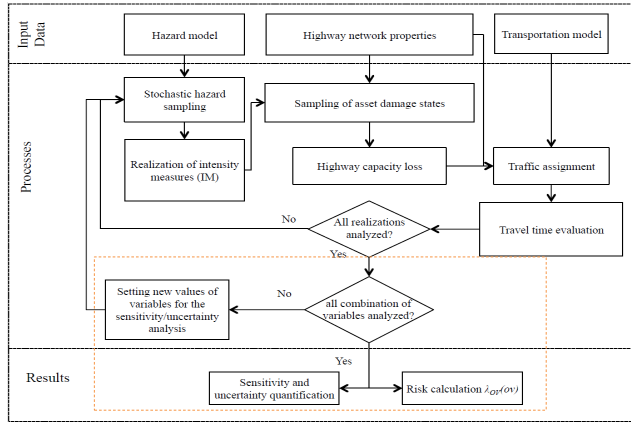 Input
Data
Hazard model
Highway network properties
Transportation model
Processes
Stochastic hazard
sampling
Sampling of asset damage states
Realization of intensity
measures (IM)
Highway capacity loss
Traffic assignment
No
All realizations
analyzed?
Travel time evaluation
Yes
Setting new values of
variables for the
sensitivity/uncertainty
analysis
No
all combination of
variables analyzed?
Results
Yes
Sensitivity and
uncertainty quantification
Risk calculation λov(ov)